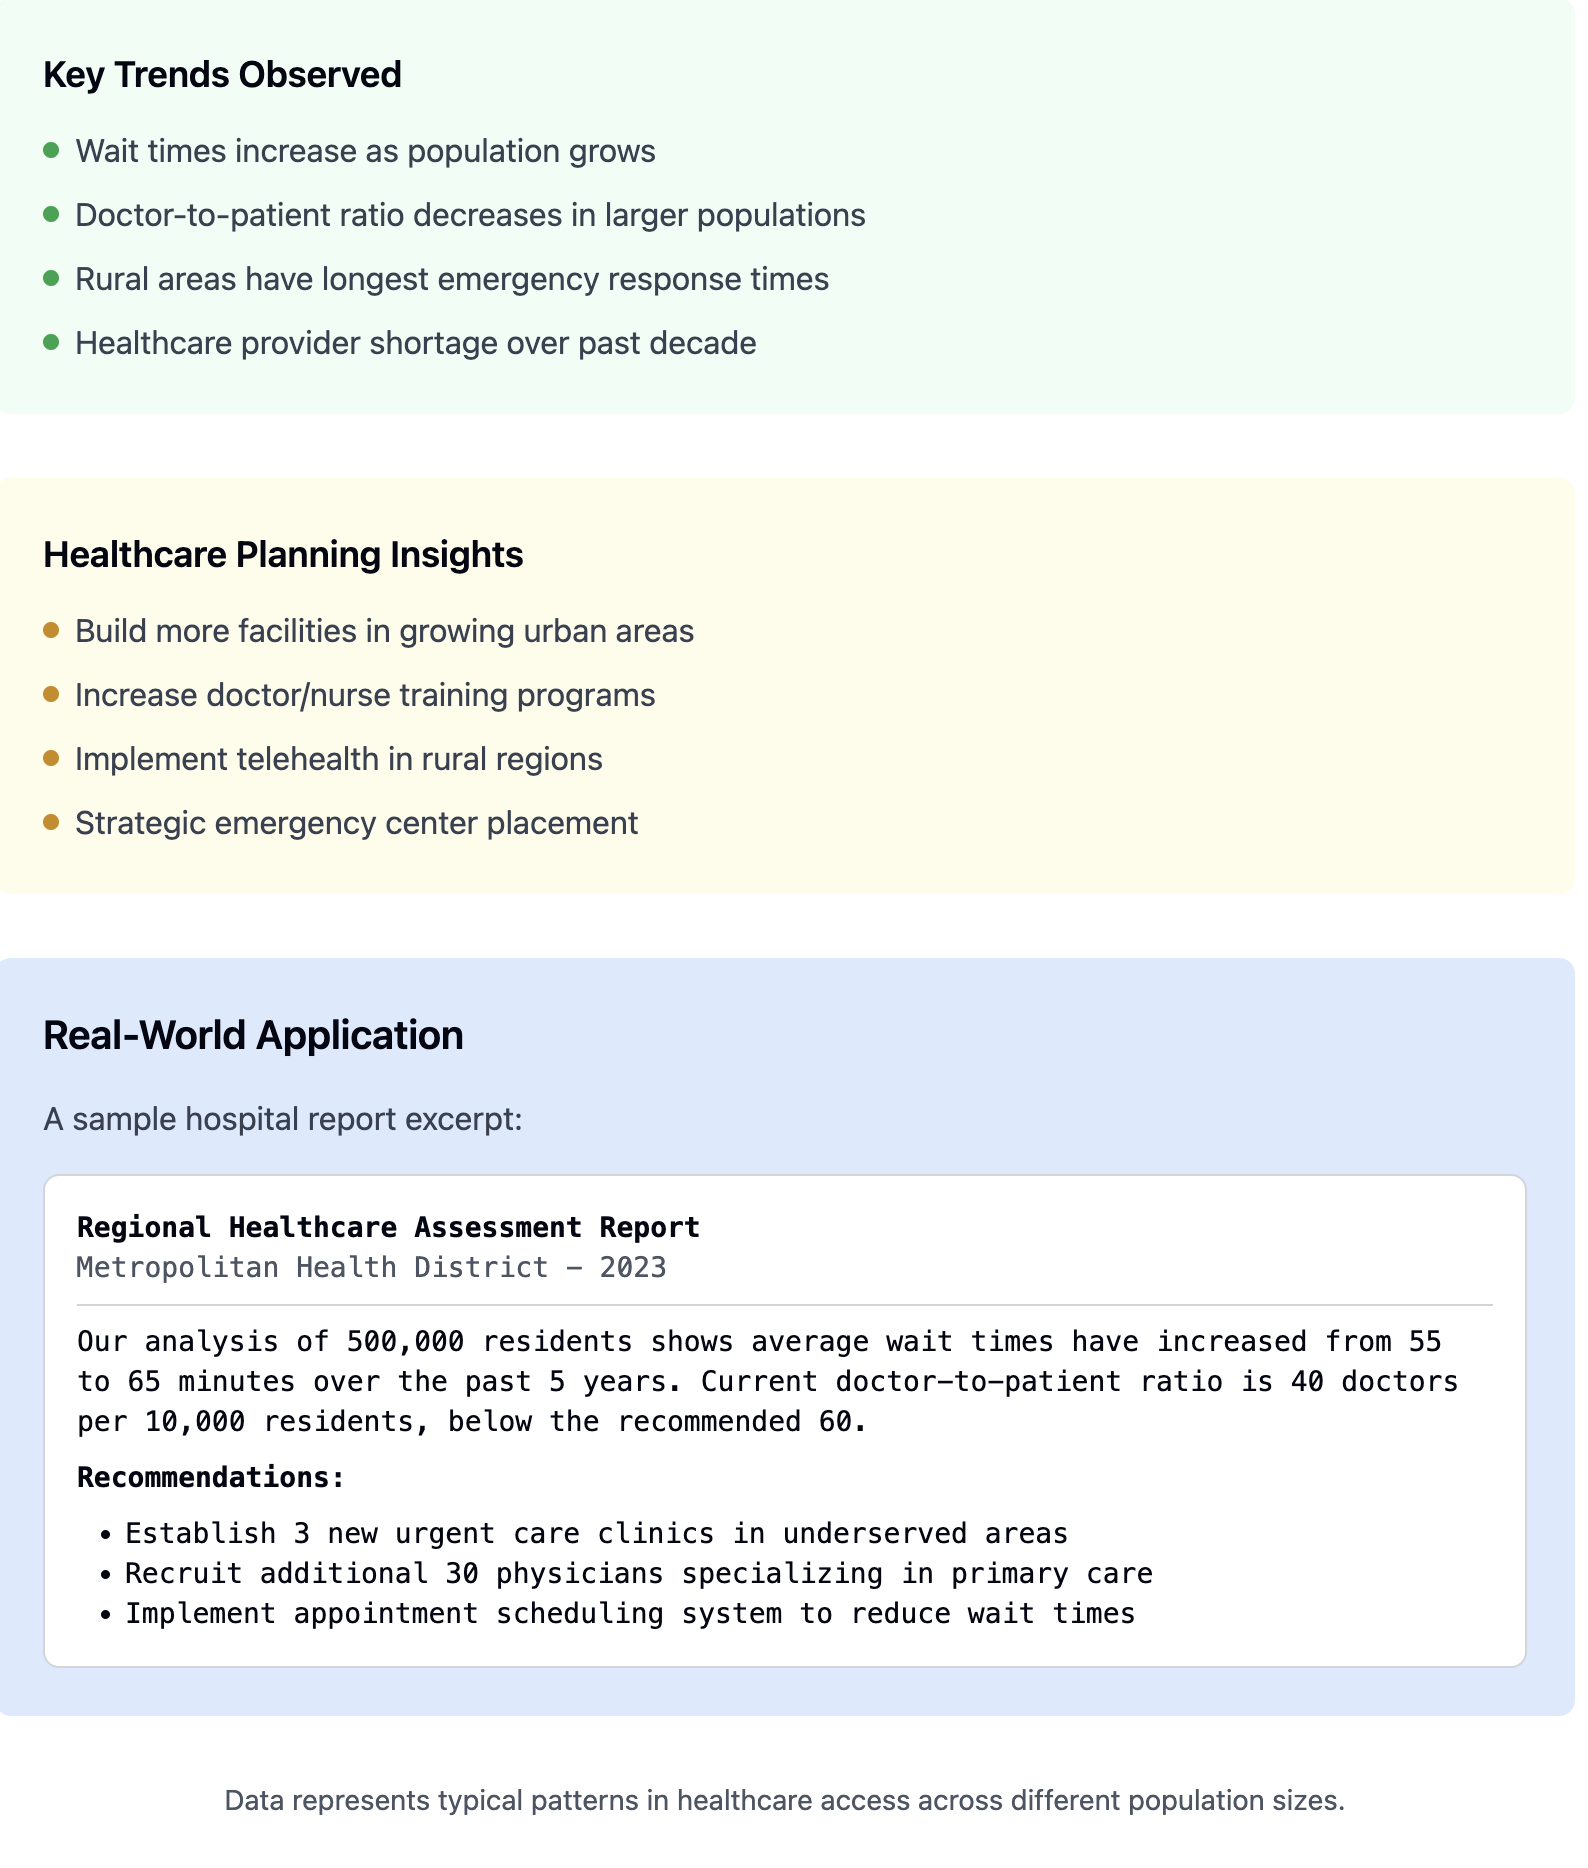 Key Trends Observed
Wait times increase as population grows
Doctor-to-patient ratio decreases in larger populations
Rural areas have longest emergency response times
Healthcare provider shortage over past decade
Healthcare Planning Insights
Build more facilities in growing urban areas
Increase doctor/nurse training programs
Implement telehealth in rural regions
Strategic emergency center placement
Real-World Application
A sample hospital report excerpt:
Regional Healthcare Assessment Report
Metropolitan Health District – 2023
Our analysis of 500,000 residents shows average wait times have increased from 55
to 65 minutes over the past 5 years. Current doctor–to–patient ratio is 40 doctors
per 10,000 residents, below the recommended 60.
Recommendations:
• Establish 3 new urgent care clinics in underserved areas
• Recruit additional 30 physicians specializing in primary care
• Implement appointment scheduling system to reduce wait times
Data represents typical patterns in healthcare access across different population sizes.